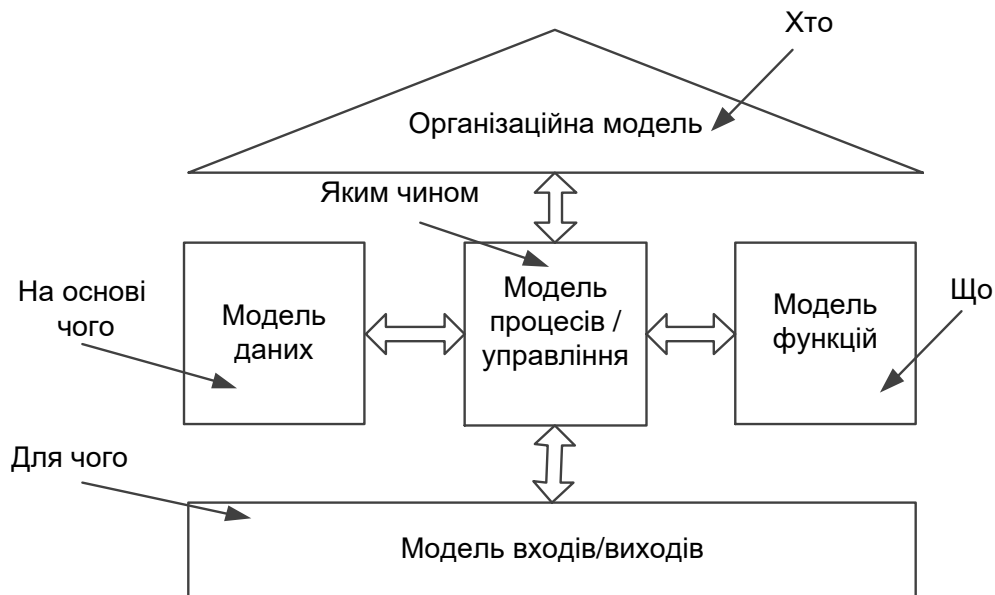 Хто
Організаційна модель
Яким чином
На основі
чого
Модель
даних
Модель
процесів /
управління
Модель
функцій
Що
Для чого
Модель входів/виходів